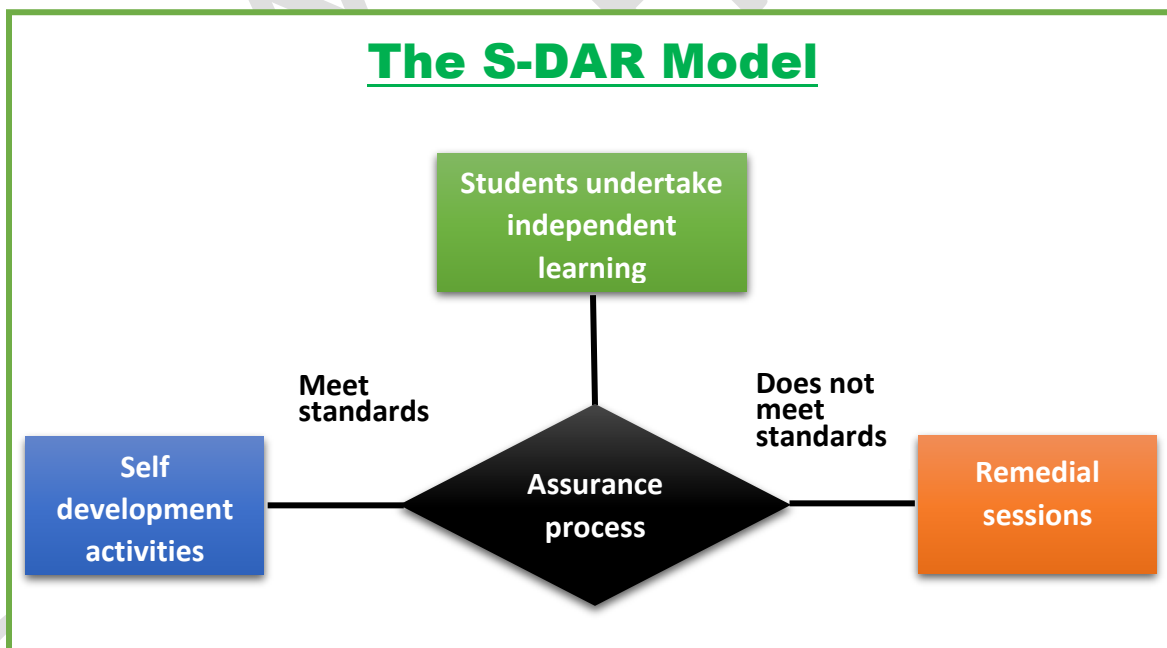 The S-DAR Model
Students undertake
independent
learning
Meet
standards
Does not
meet
standards
Self
development
activities
Assurance
process
Remedial
sessions